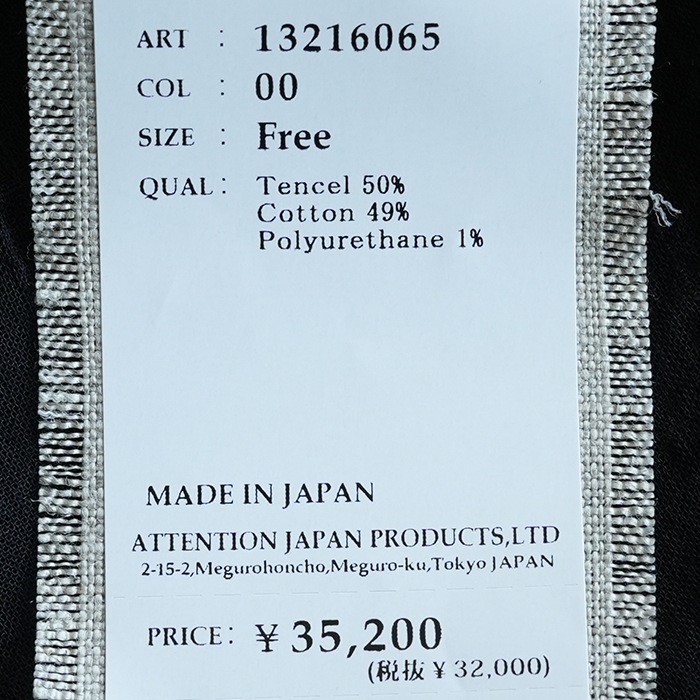 ART : 13216065
COL : 00
SIZE : Free
QUAL : Tencel 50%
Cotton 49%
Polyurethane 1%
MADE IN JAPAN
ATTENTION JAPAN PRODUCTS,LTD
2-15-2,Megurohoncho,Meguro-ku,Tokyo JAPAN
PRICE : ¥ 35,200
(税抜 ¥ 32,000)